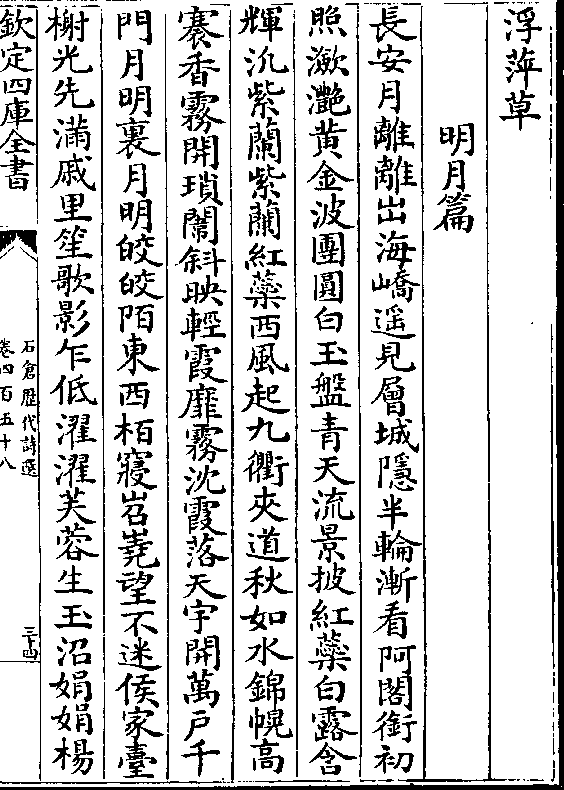 浮萍草
明月篇
長安月離離出海嶠遥見層城隱半輪漸看阿閣銜初
照瀲灧黄金波團圓白玉盤青天流景披紅蘂白露含
輝汎紫蘭紫蘭紅藥西風起九衢夾道秋如水錦幌高
褰香霧開瑣闈斜映輕霞靡霧沈霞落天宇開萬戸千
門月明裏月明皎皎陌東西柏寢岧嶤望不迷侯家臺
榭光先滿戚里笙歌影乍低濯濯芙蓉生玉沼娟娟楊
欽定四庫全書
石倉歴代詩選
卷四百五十八
三十四